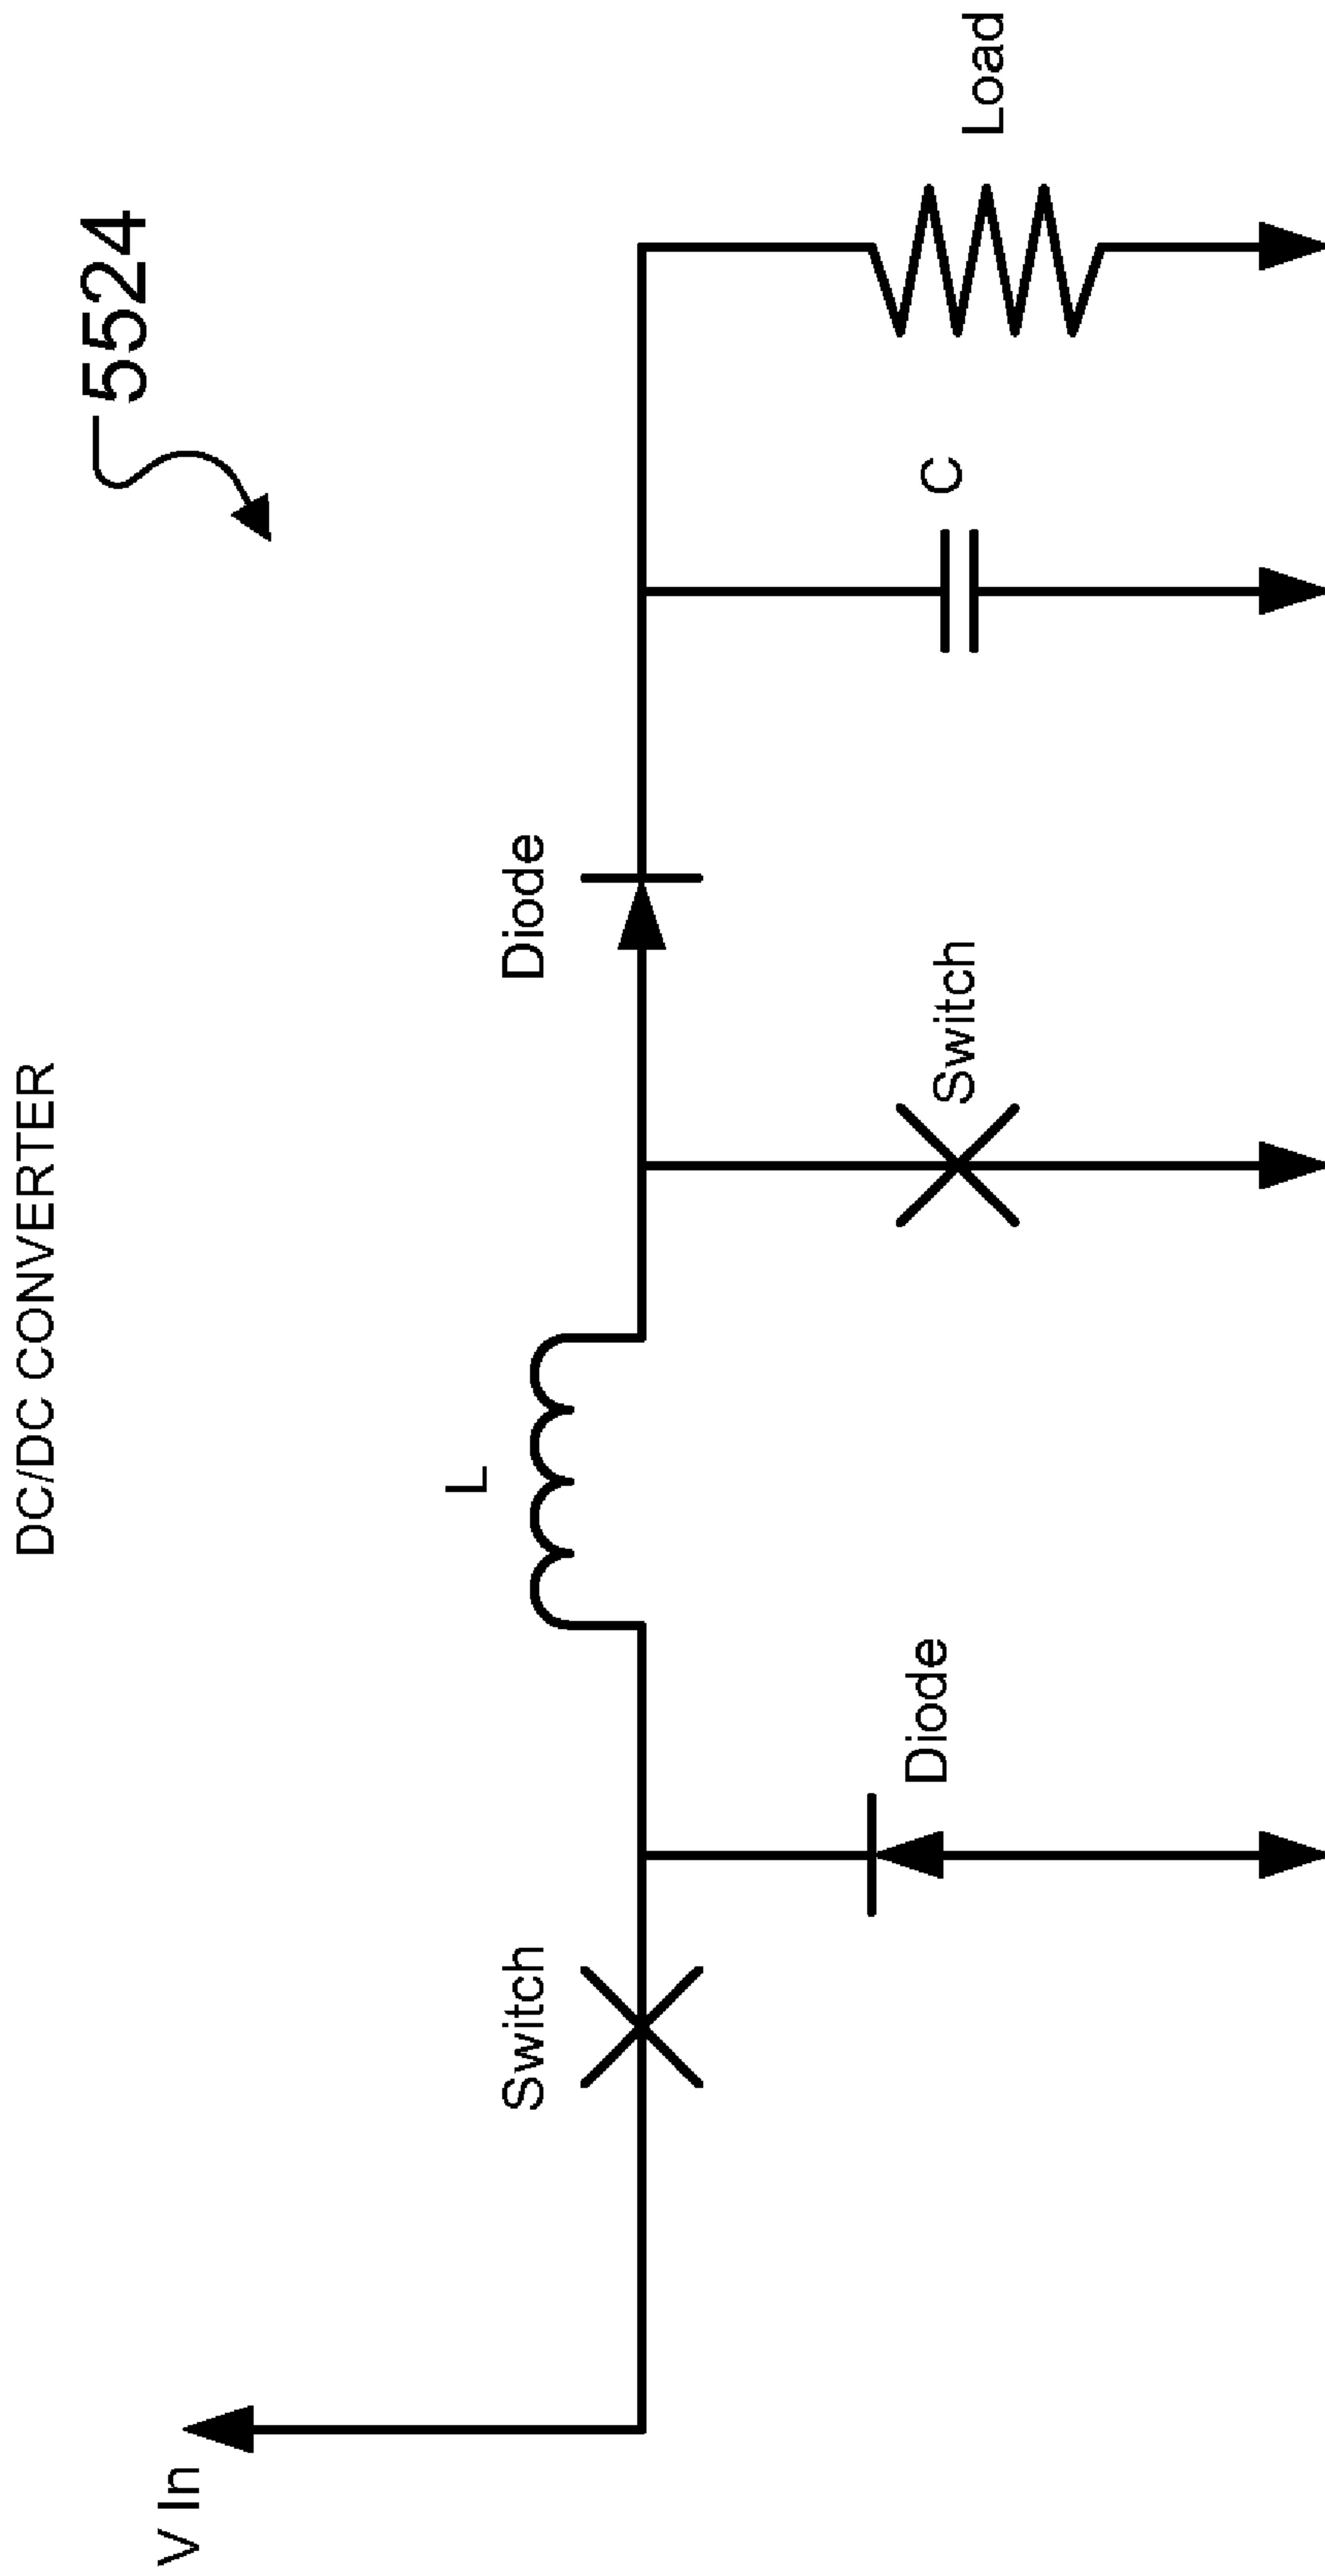 DC/DC CONVERTER
5524
V In
Switch
Diode
L
Switch
Diode
C
Load